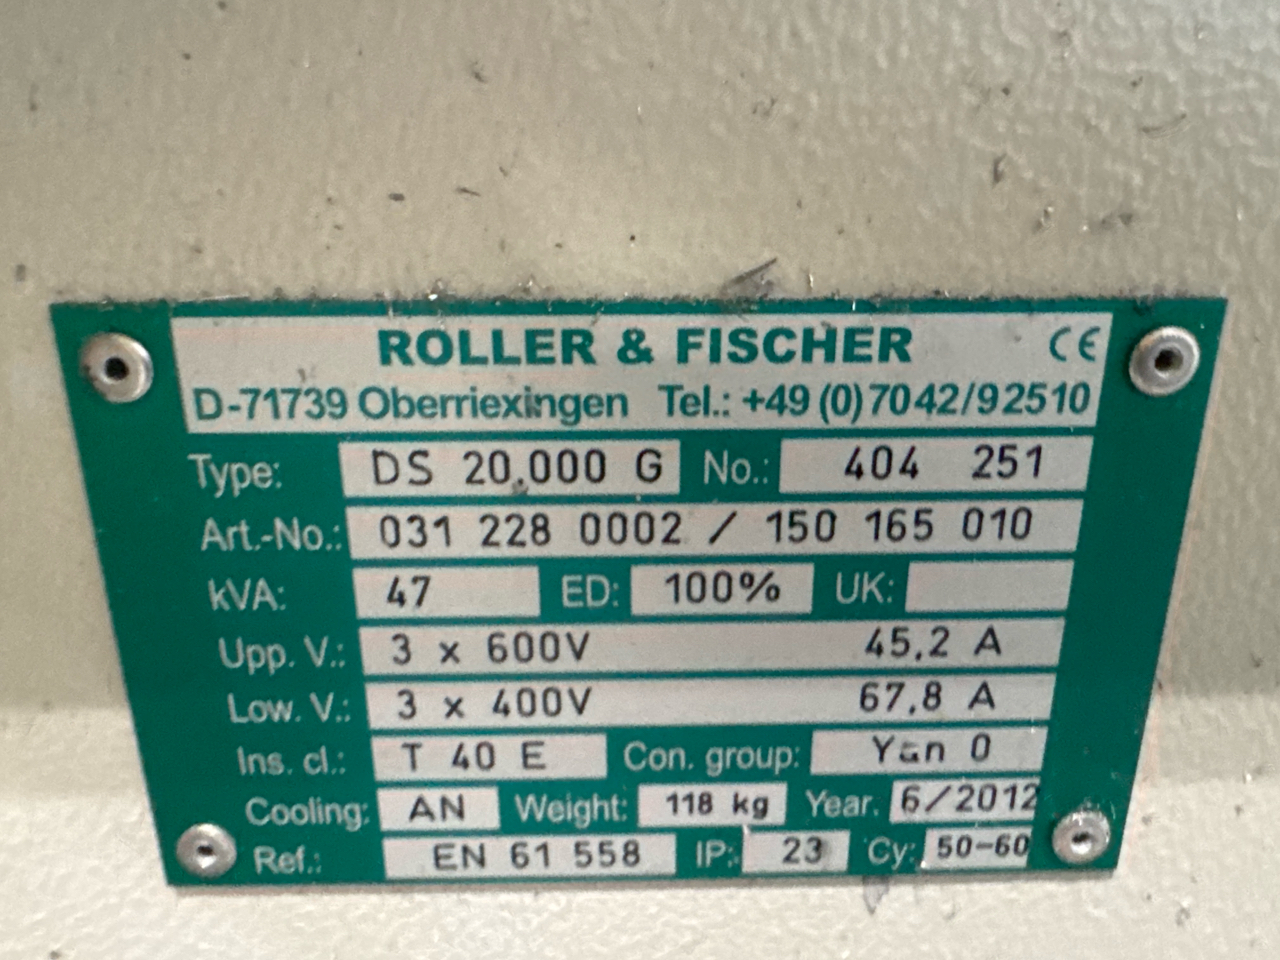 ROLLER & FISCHER CE
D-71739 Oberriexingen Tel.: +49 (0)7042/92510
Type: DS 20.000 G No.: 404 251
Art.-No.: 031 228 0002 / 150 165 010
kVA: 47 ED: 100% UK:
Upp. V.: 3 x 600V 45,2 A
Low. V.: 3 x 400V 67,8 A
Ins. cl.: T 40 E Con. group: Yan 0
Cooling: AN Weight: 118 kg Year. 6/2012
Ref.: EN 61 558 IP: 23 Cy: 50-60